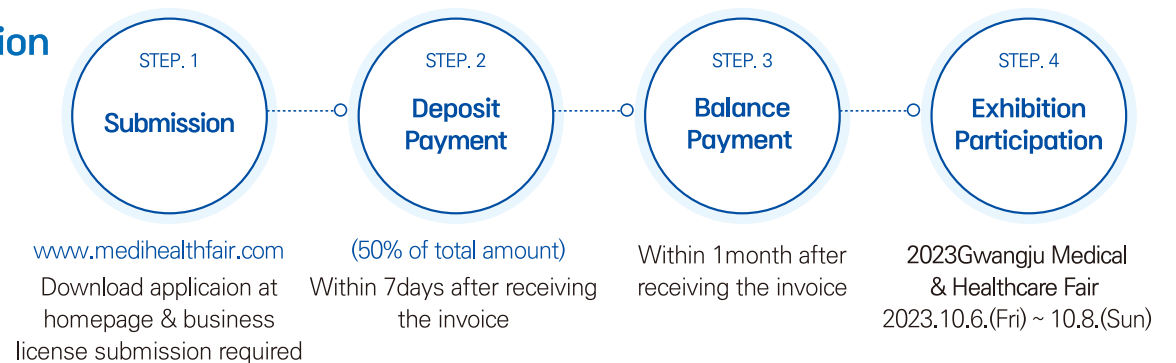 ion
STEP. 1
Submission
www.medihealthfair.com
Download applicaion at
homepage & business
license submission required
STEP. 2
Deposit
Payment
(50% of total amount)
Within 7days after receiving
the invoice
STEP. 3
Balance
Payment
Within 1month after
receiving the invoice
STEP. 4
Exhibition
Participation
2023Gwangju Medical
& Healthcare Fair
2023.10.6.(Fri) ~ 10.8.(Sun)